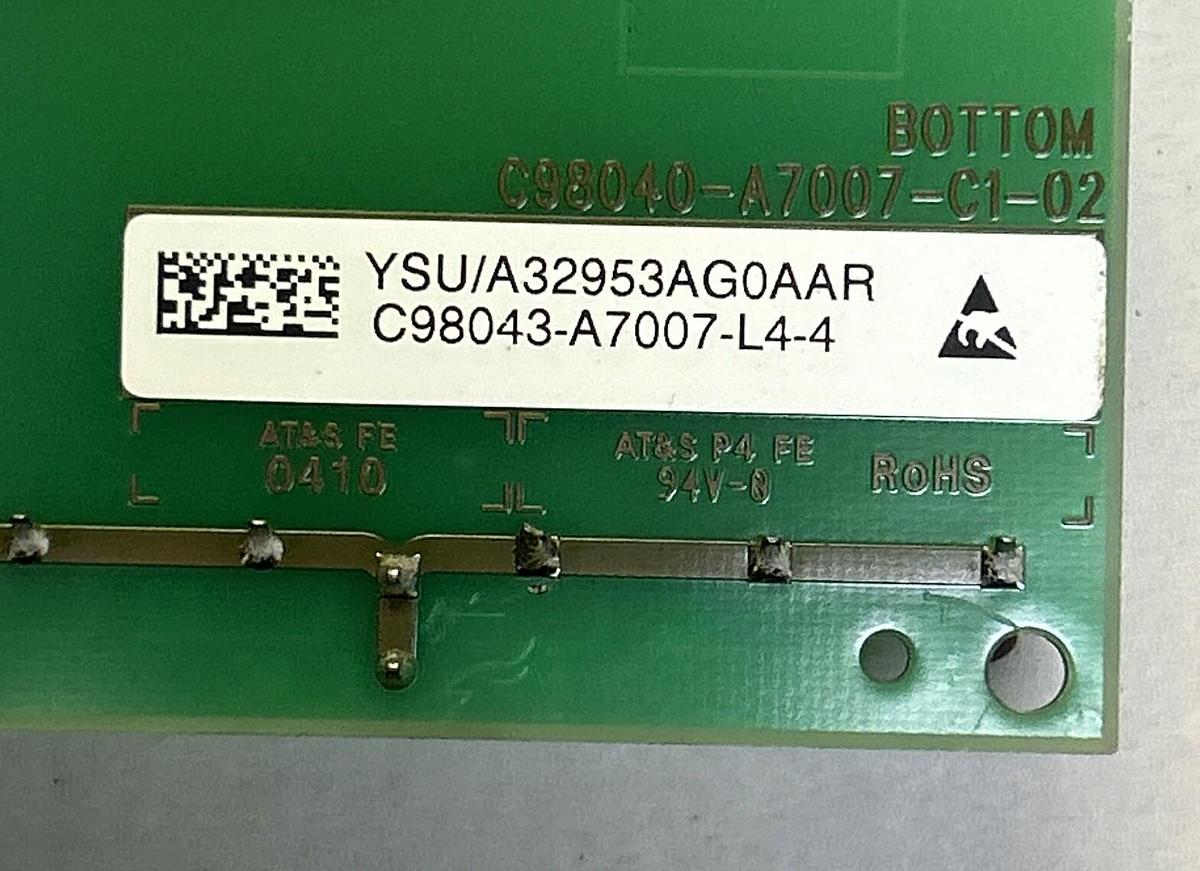 BOTTOM
C98040-A7007-C1-02
YSU/A32953AG0AAR
C98043-A7007-L4-4
AT&S FE
0410
AT&S P4 FE
94V-0
RoHS